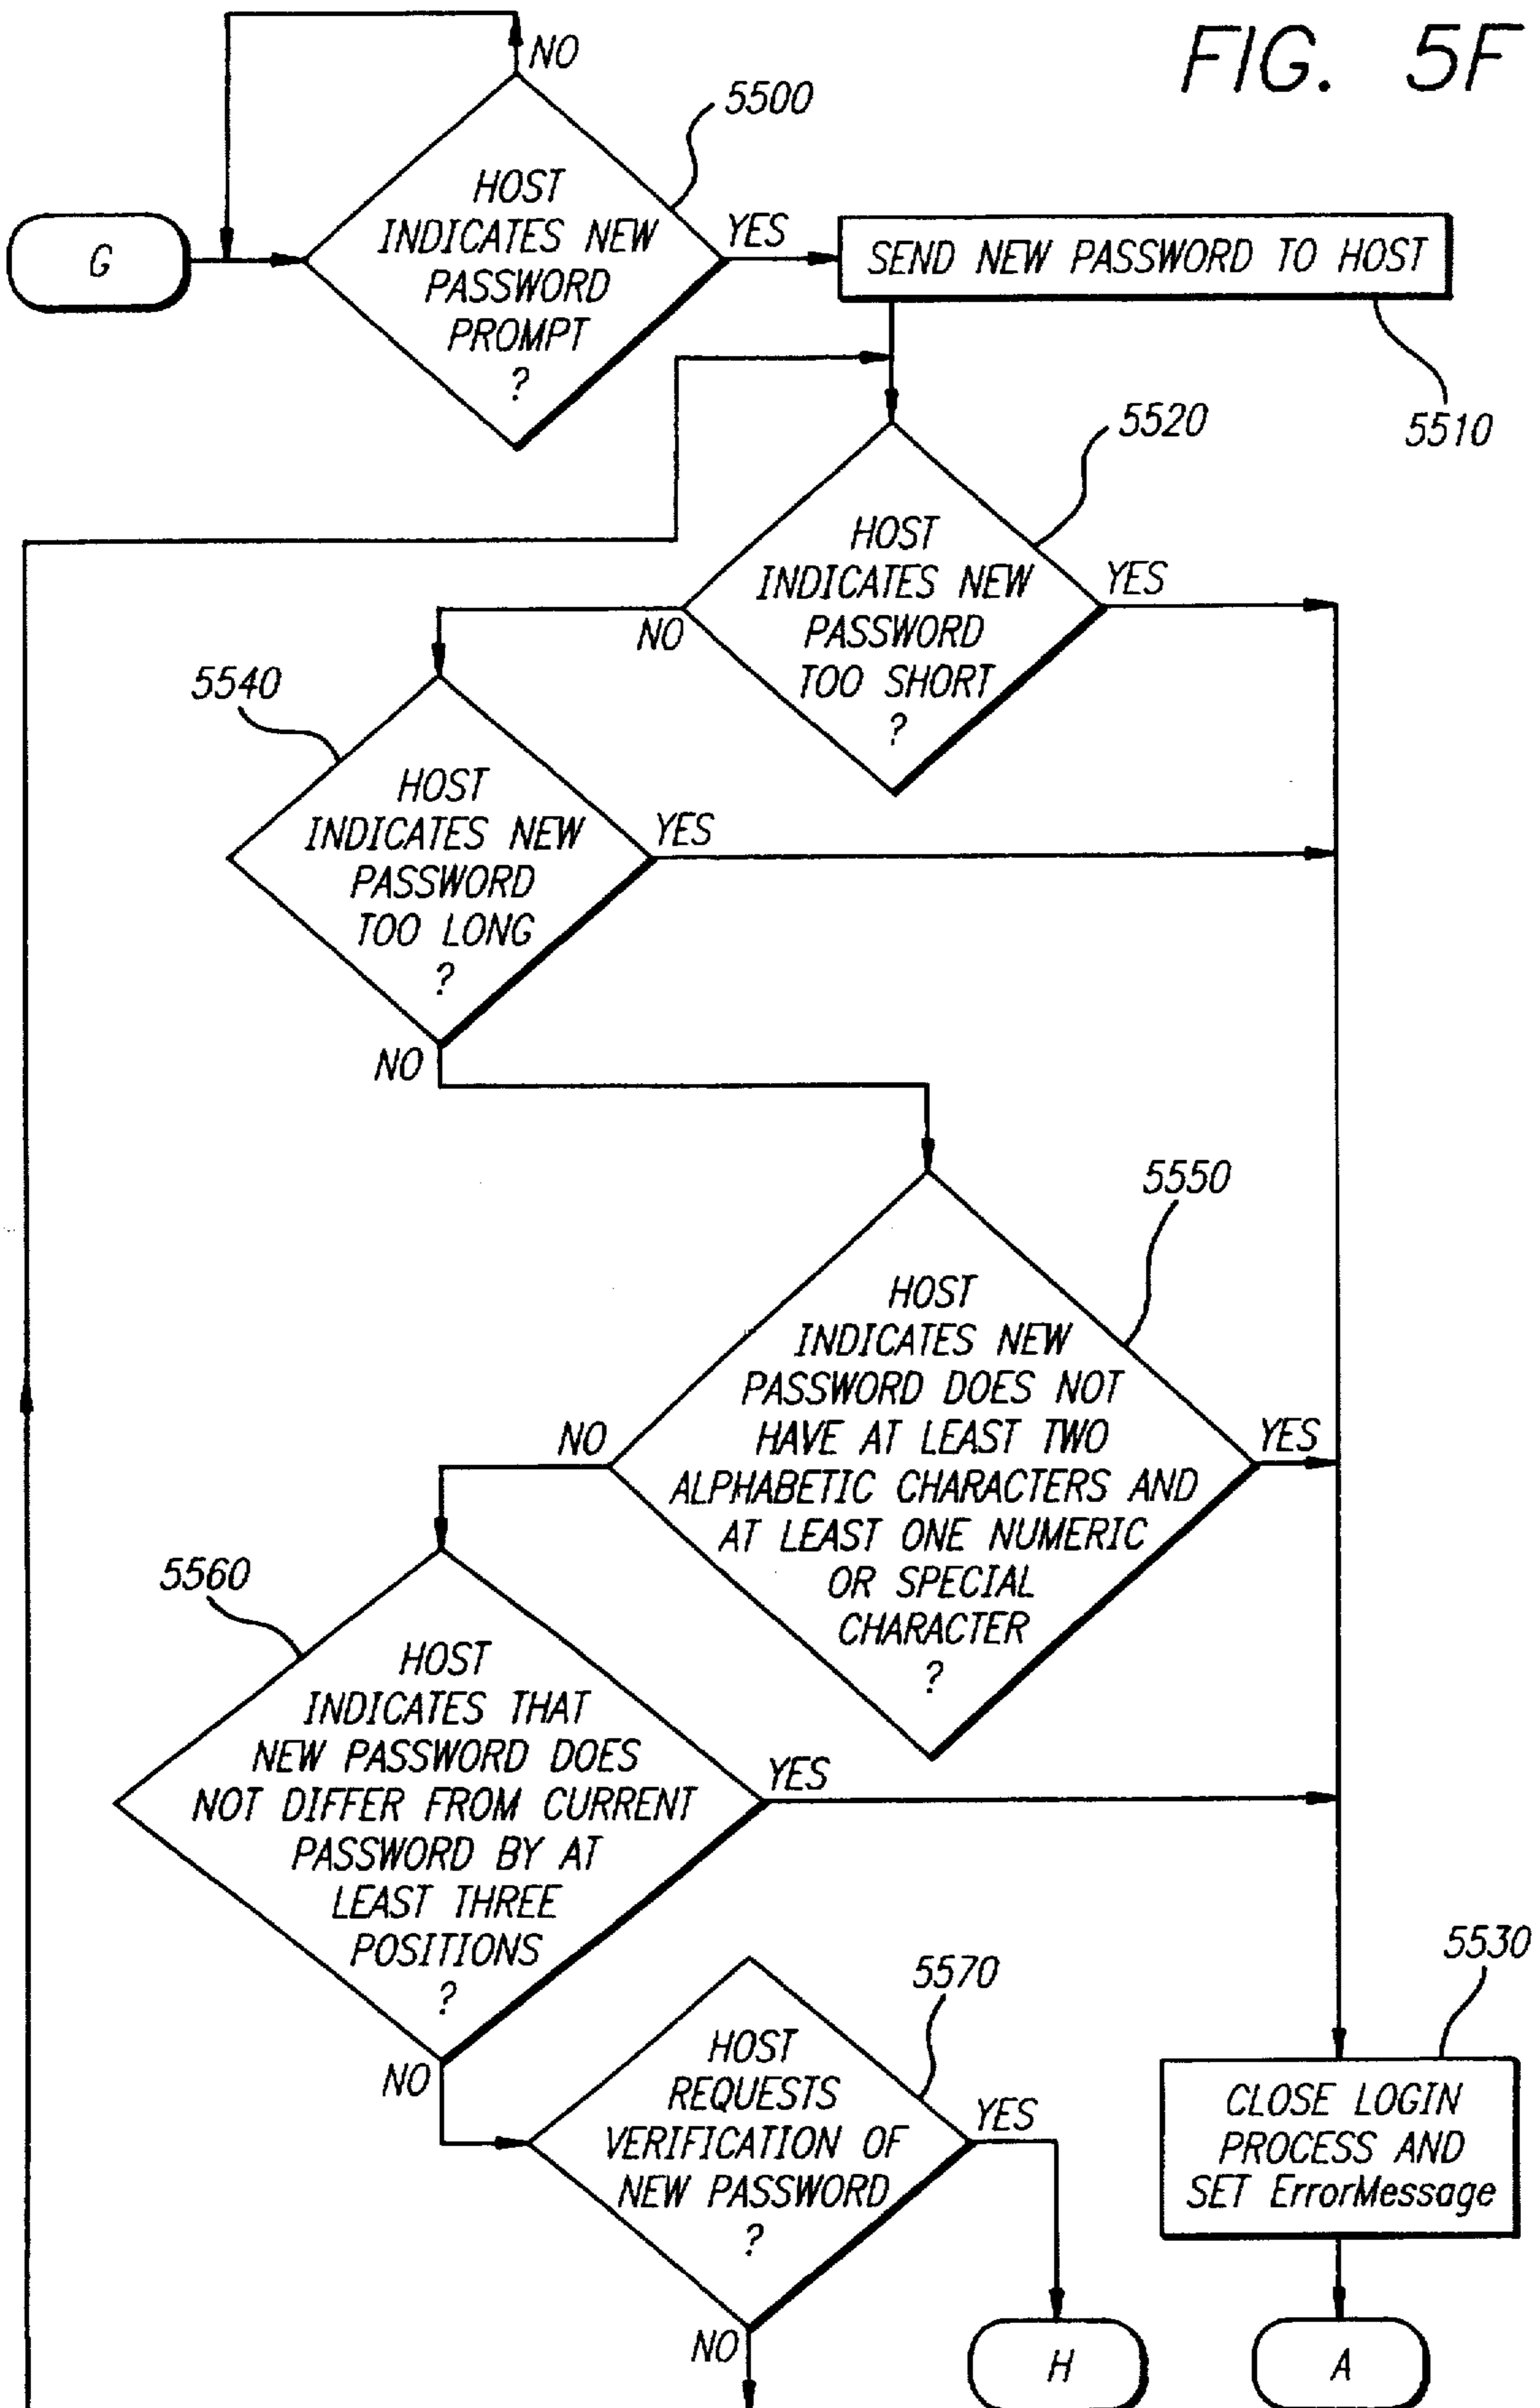 FIG. 5F
NO
5500
HOST
INDICATES NEW
PASSWORD
PROMPT
?
G
YES
SEND NEW PASSWORD TO HOST
5510
5520
HOST
INDICATES NEW
PASSWORD
TOO SHORT
?
YES
NO
5540
HOST
INDICATES NEW
PASSWORD
TOO LONG
?
YES
NO
5550
HOST
INDICATES NEW
PASSWORD DOES NOT
HAVE AT LEAST TWO
ALPHABETIC CHARACTERS AND
AT LEAST ONE NUMERIC
OR SPECIAL
CHARACTER
?
NO
YES
5560
HOST
INDICATES THAT
NEW PASSWORD DOES
NOT DIFFER FROM CURRENT
PASSWORD BY AT
LEAST THREE
POSITIONS
?
YES
NO
5570
HOST
REQUESTS
VERIFICATION OF
NEW PASSWORD
?
YES
NO
5530
CLOSE LOGIN
PROCESS AND
SET ErrorMessage
H
A